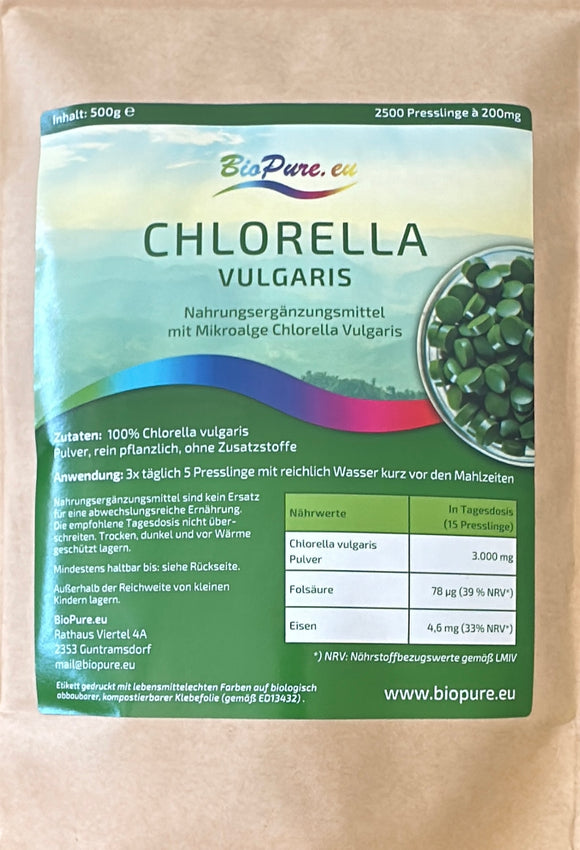 Inhalt: 500g ℮
2500 Presslinge à 200mg
BioPure.eu
CHLORELLA
VULGARIS
Nahrungsergänzungsmittel
mit Mikroalge Chlorella Vulgaris
Zutaten: 100% Chlorella vulgaris
Pulver, rein pflanzlich, ohne Zusatzstoffe
Anwendung: 3x täglich 5 Presslinge mit reichlich Wasser kurz vor den Mahlzeiten
Nahrungsergänzungsmittel sind kein Ersatz
für eine abwechslungsreiche Ernährung.
Die empfohlene Tagesdosis nicht über-
schreiten. Trocken, dunkel und vor Wärme
geschützt lagern.
Mindestens haltbar bis: siehe Rückseite.
Außerhalb der Reichweite von kleinen
Kindern lagern.
BioPure.eu
Rathaus Viertel 4A
2353 Guntramsdorf
mail@biopure.eu
Etikett gedruckt mit lebensmittelechten Farben auf biologisch
abbaubarer, kompostierbarer Klebefolie (gemäß ED13432).
Nährwerte
In Tagesdosis
(15 Presslinge)
Chlorella vulgaris
Pulver
3.000 mg
Folsäure
78 µg (39 % NRV*)
Eisen
4,6 mg (33% NRV*)
*) NRV: Nährstoffbezugswerte gemäß LMIV
www.biopure.eu